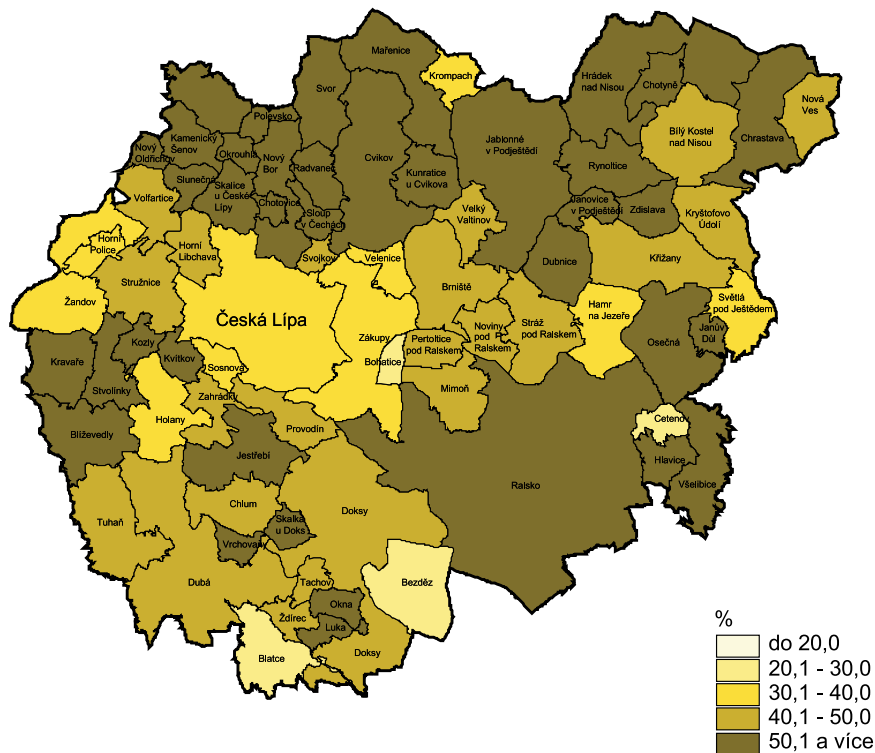 Mařenice
Krompach
Svor
Hrádek
nad Nisou
Chotyně
Nová
Ves
Polevsko
Kamenický
Šenov
Nový
Oldřichov
Okrouhlá
Nový
Bor
Radvanec
Cvikov
Jablonné
v Podještědí
Bílý Kostel
nad Nisou
Chrastava
Rynoltice
Kunratice
u Cvikova
Slunečná
Skalice
u České
Lípy
Volfartice
Chotovice
Sloup
v Čechách
Velký
Valtinov
Janovice
v Podještědí
Zdislava
Kryštofovo
Údolí
Horní
Police
Horní
Libchava
Svojkov
Velenice
Dubnice
Křižany
Stružnice
Brniště
Žandov
Česká Lípa
Hamr
na Jezeře
Světlá
pod Ještědem
Noviny
pod
Ralskem
Stráž
pod Ralskem
Zákupy
Pertoltice
pod Ralskem
Osečná
Janův
Důl
Kozly
Kvítkov
Bohatice
Kravaře
Sosnová
Stvolínky
Mimoň
Zahrádky
Holany
Provodín
Ceteno
Blíževedly
Jestřebí
Hlavice
Ralsko
Všelibice
Chlum
Doksy
Tuhaň
Skalka
u Doks
Vrchovany
Dubá
Tachov
Bezděz
Okna
Ždírec
Luka
Blatce
Doksy
%
do 20,0
20,1 - 30,0
30,1 - 40,0
40,1 - 50,0
50,1 a více